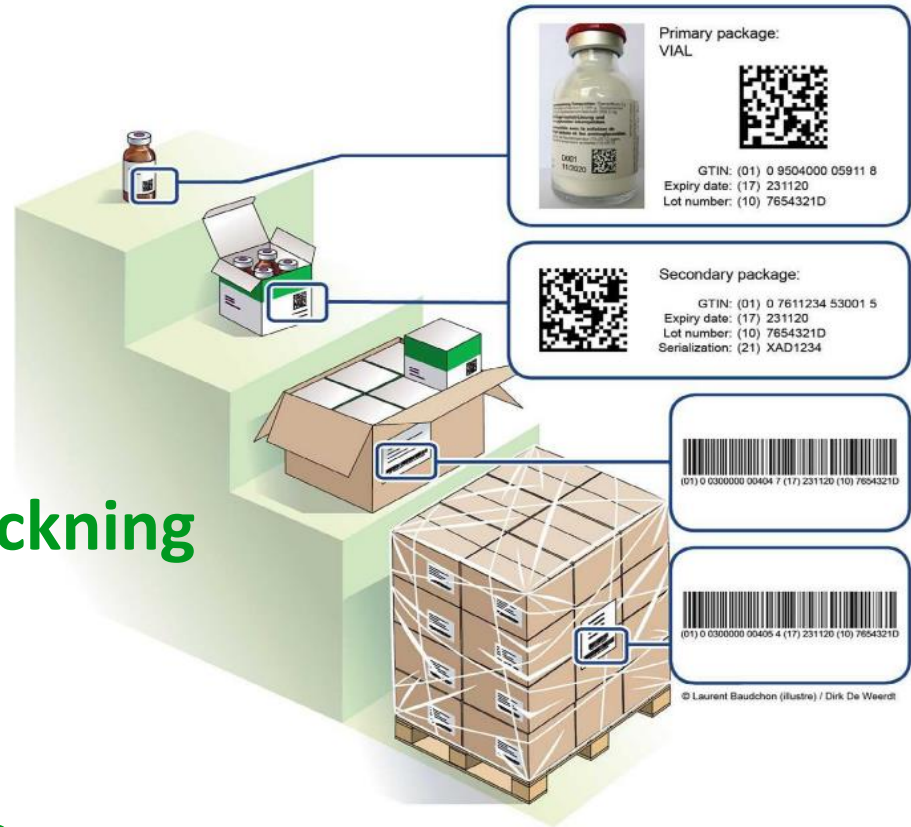 Primary package:
VIAL
D001
11/2020
GTIN: (01) 0 9504000 05911 8
Expiry date: (17) 231120
Lot number: (10) 7654321D
Secondary package:
GTIN: (01) 0 7611234 53001 5
Expiry date: (17) 231120
Lot number: (10) 7654321D
Serialization: (21) XAD1234
(01) 0 0300000 00404 7 (17) 231120 (10) 7654321D
ckning
(01) 0 0300000 00405 4 (17) 231120 (10) 7654321D
© Laurent Baudchon (illustre) / Dirk De Weerdt